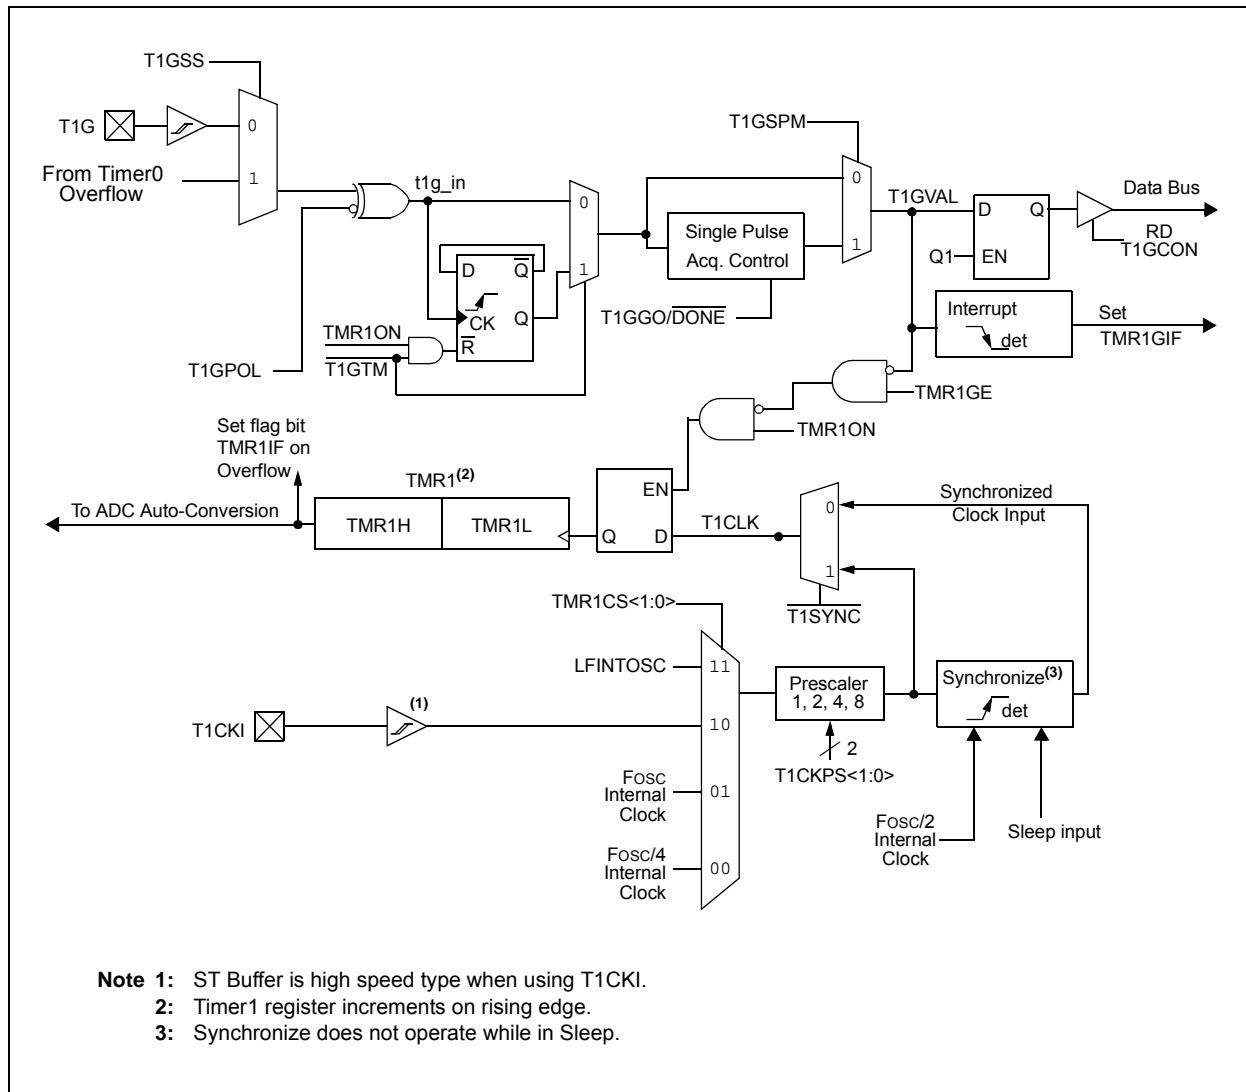 T1GSS
T1G
0
From Timer0
Overflow
1
t1g_in
T1GPOL
D
Q
CK
Q
R
TMR1ON
T1GTM
0
1
T1GSPM
Single Pulse
Acq. Control
T1GGO/DONE
0
1
T1GVAL
D
Q
Q1
EN
Data Bus
RD
T1GCON
Interrupt
det
Set
TMR1GIF
TMR1GE
TMR1ON
Set flag bit
TMR1IF on
Overflow
To ADC Auto-Conversion
TMR1(2)
TMR1H
TMR1L
EN
Q
D
T1CLK
0
1
T1SYNC
Synchronized
Clock Input
TMR1CS<1:0>
LFINTOSC
11
T1CKI
(1)
10
FOSC
Internal
Clock
01
FOSC/4
Internal
Clock
00
Prescaler
1, 2, 4, 8
2
T1CKPS<1:0>
Synchronize(3)
det
FOSC/2
Internal
Clock
Sleep input
Note 1: ST Buffer is high speed type when using T1CKI.
2: Timer1 register increments on rising edge.
3: Synchronize does not operate while in Sleep.